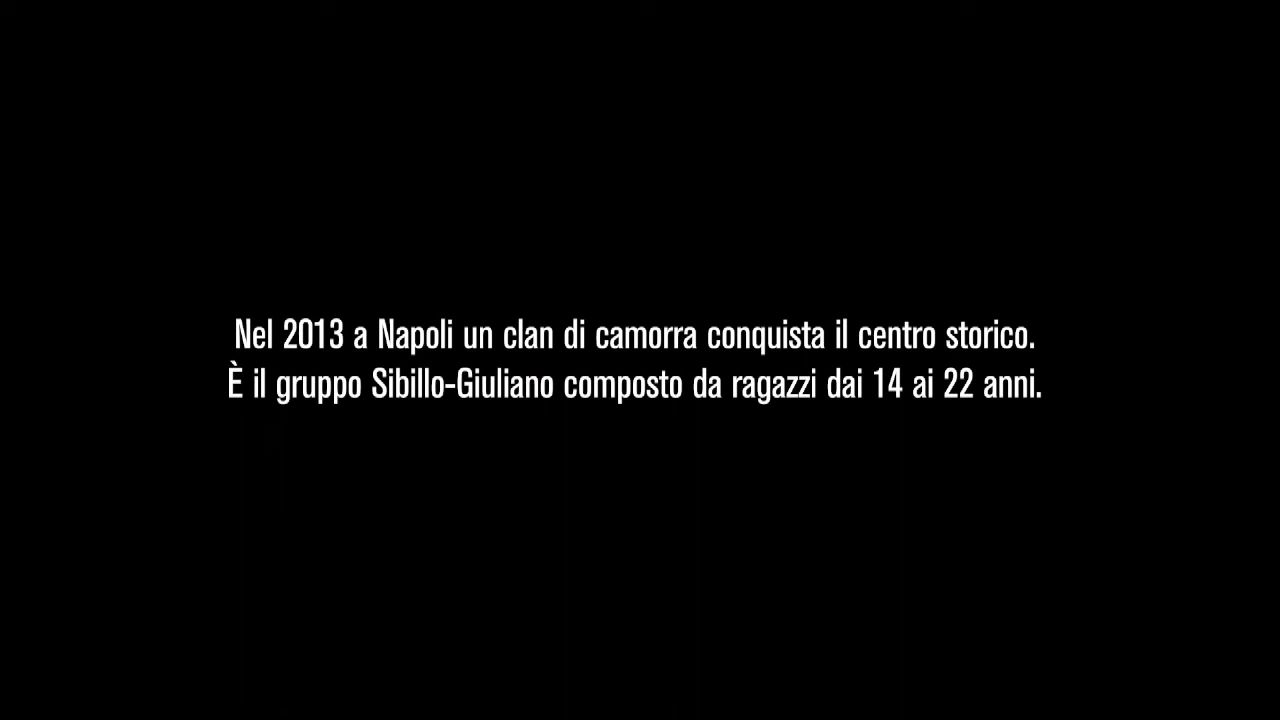 Nel 2013 a Napoli un clan di camorra conquista il centro storico.
È il gruppo Sibillo-Giuliano composto da ragazzi dai 14 ai 22 anni.